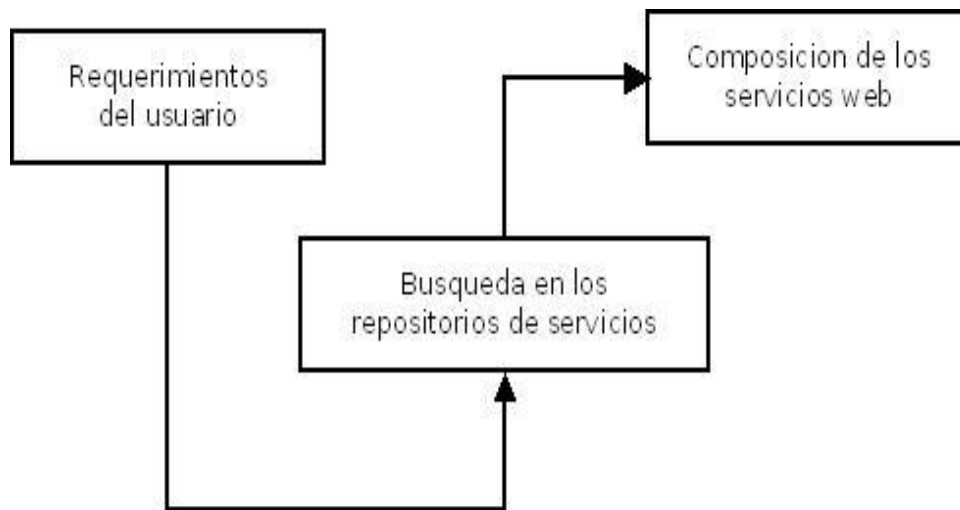 Requerimientos
del usuario
Composicion de los
servicios web
Busqueda en los
repositorios de servicios